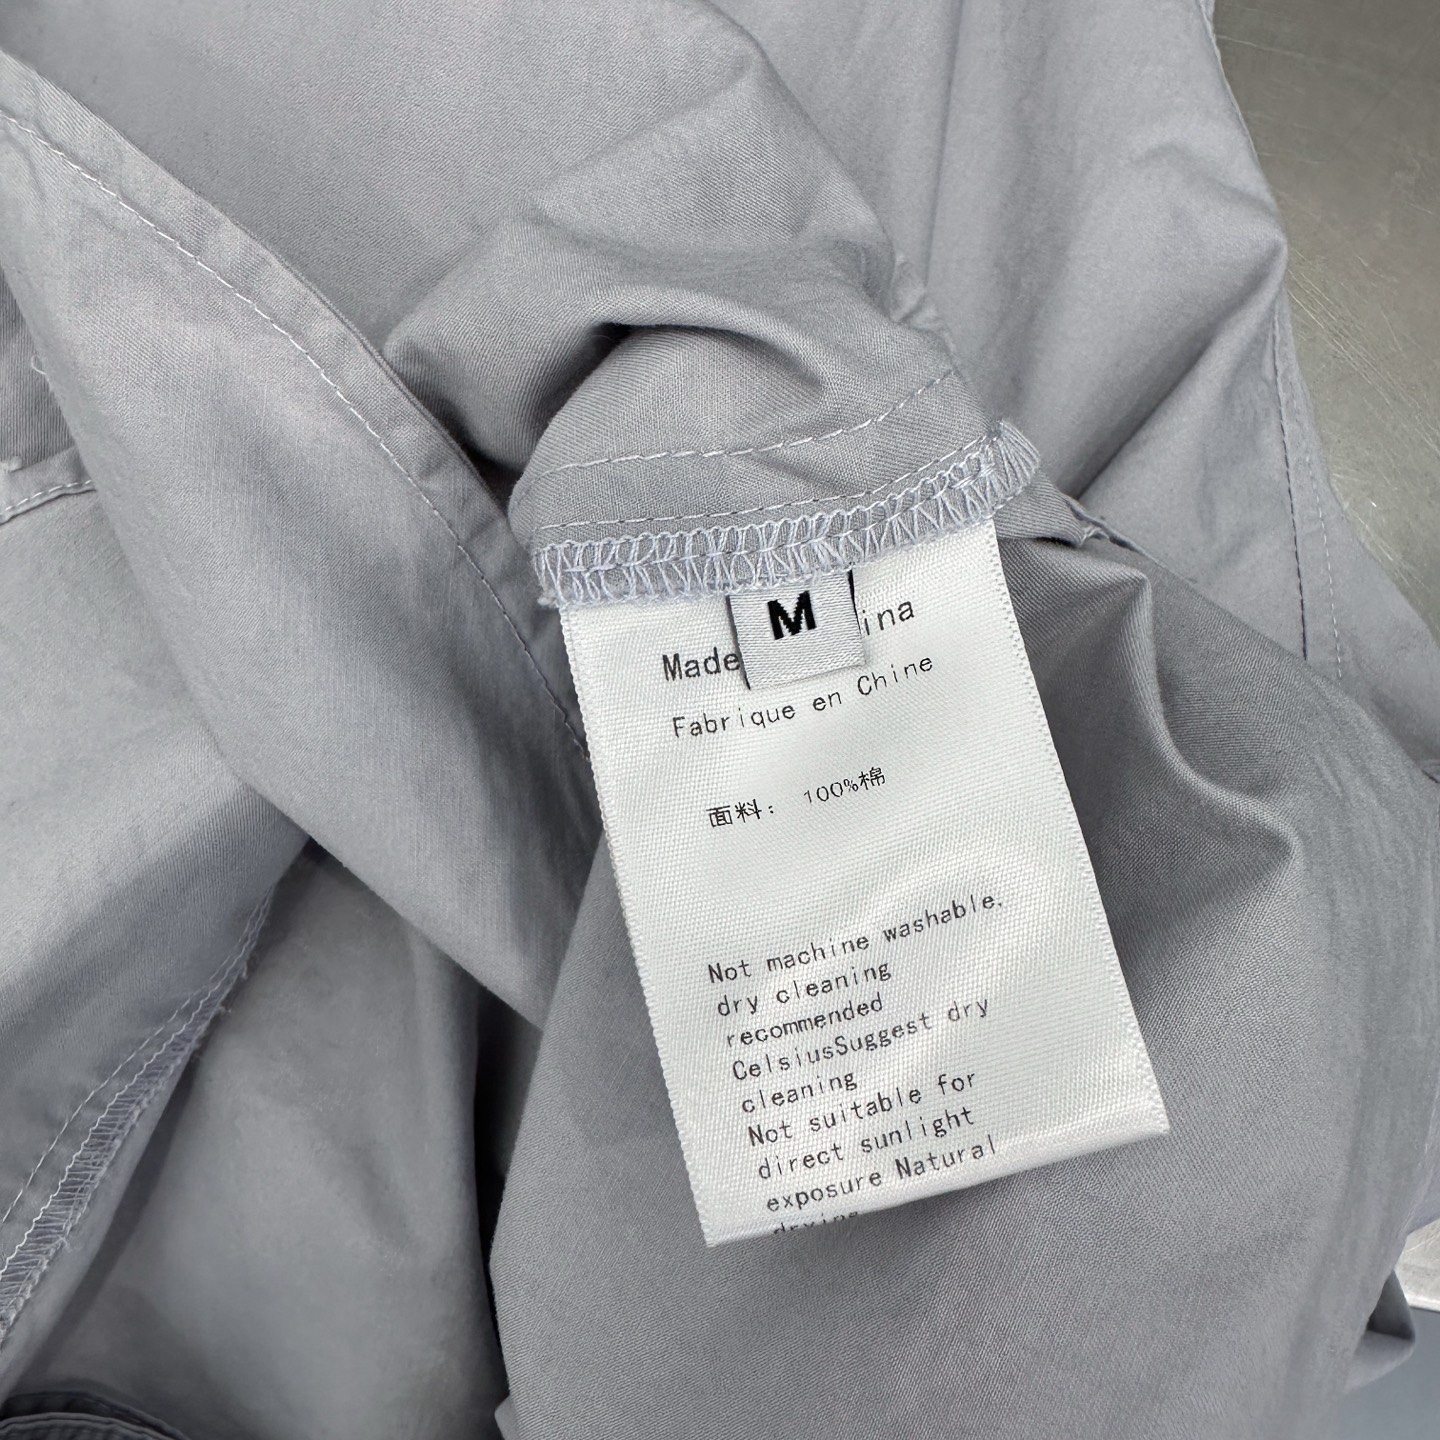 M
Made ina
Fabrique en Chine
面料: 100%棉
Not machine washable.
dry cleaning
recommended
CelsiusSuggest dry
cleaning
Not suitable for
direct sunlight
exposure Natural